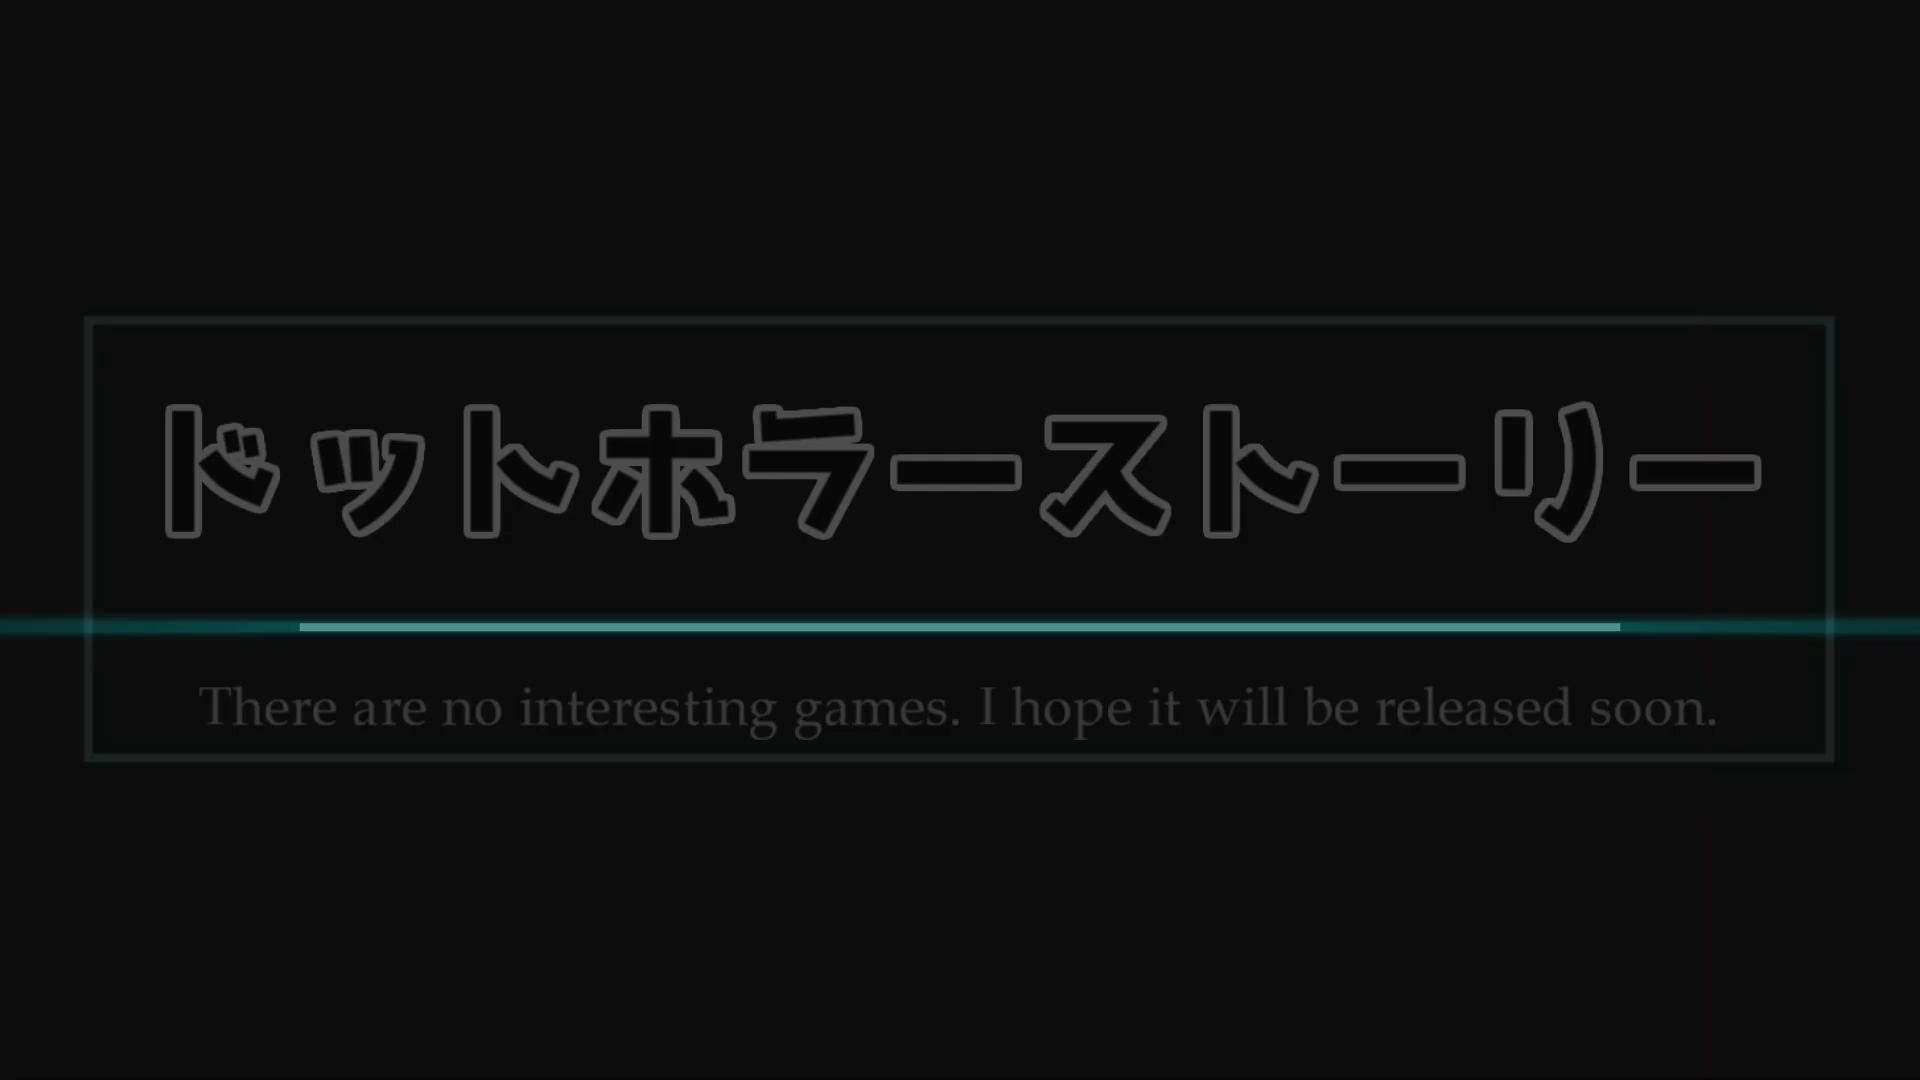 ドットホラーストーリー
There are no interesting games. I hope it will be released soon.